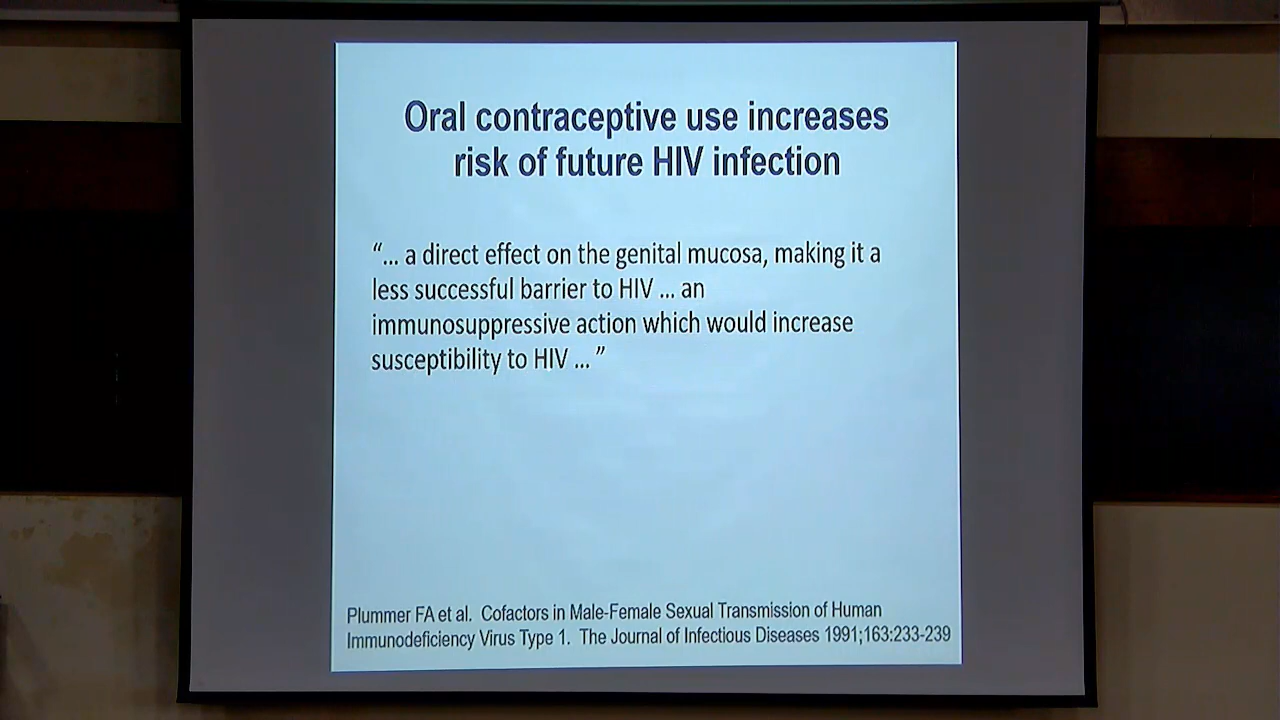 Oral contraceptive use increases
risk of future HIV infection
“... a direct effect on the genital mucosa, making it a
less successful barrier to HIV ... an
immunosuppressive action which would increase
susceptibility to HIV ... ”
Plummer FA et al. Cofactors in Male-Female Sexual Transmission of Human
Immunodeficiency Virus Type 1. The Journal of Infectious Diseases 1991;163:233-239